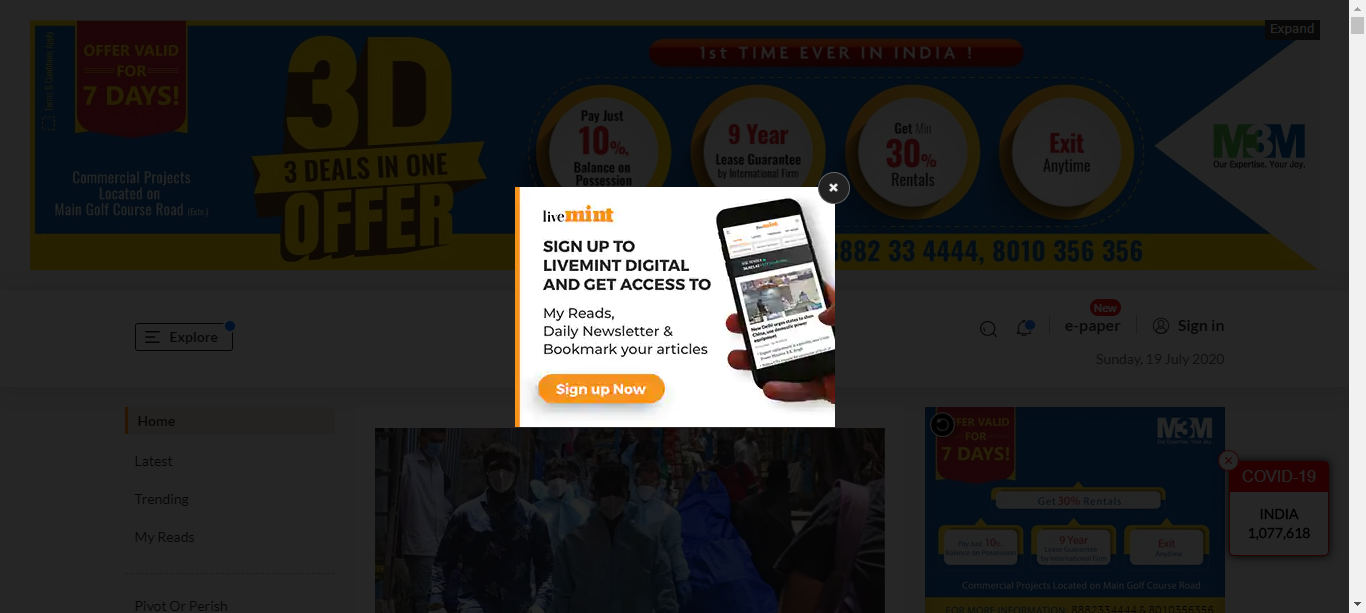 Expand
OFFER VALID
FOR
7 DAYS!
Terms & Condition Apply
Commercial Projects
Located on
Main Golf Course Road (Extn.)
3D
3 DEALS IN ONE
OFFER
1st TIME EVER IN INDIA !
Pay Just
10%,
Balance on
Possession
9 Year
Lease Guarantee
by International Firm
Get Min
30%
Rentals
Exit
Anytime
M3M
Our Expertise. Your Joy.
882 33 4444, 8010 356 356
livemint
SIGN UP TO
LIVEMINT DIGITAL
AND GET ACCESS TO
My Reads,
Daily Newsletter &
Bookmark your articles
Sign up Now
Explore
New
e-paper
Sign in
Sunday, 19 July 2020
Home
Latest
Trending
My Reads
Pivot Or Perish
FFER VALID
FOR
7 DAYS!
M3M
Get 30% Rentals
Pay Just 10%,
Balance on Possession
9 Year
Lease Guarantee
by International Firm
Exit
Anytime
Commercial Projects Located on Main Golf Course Road
FOR MORE INFORMATION: 8882334444 & 8010356356
COVID-19
INDIA
1,077,618